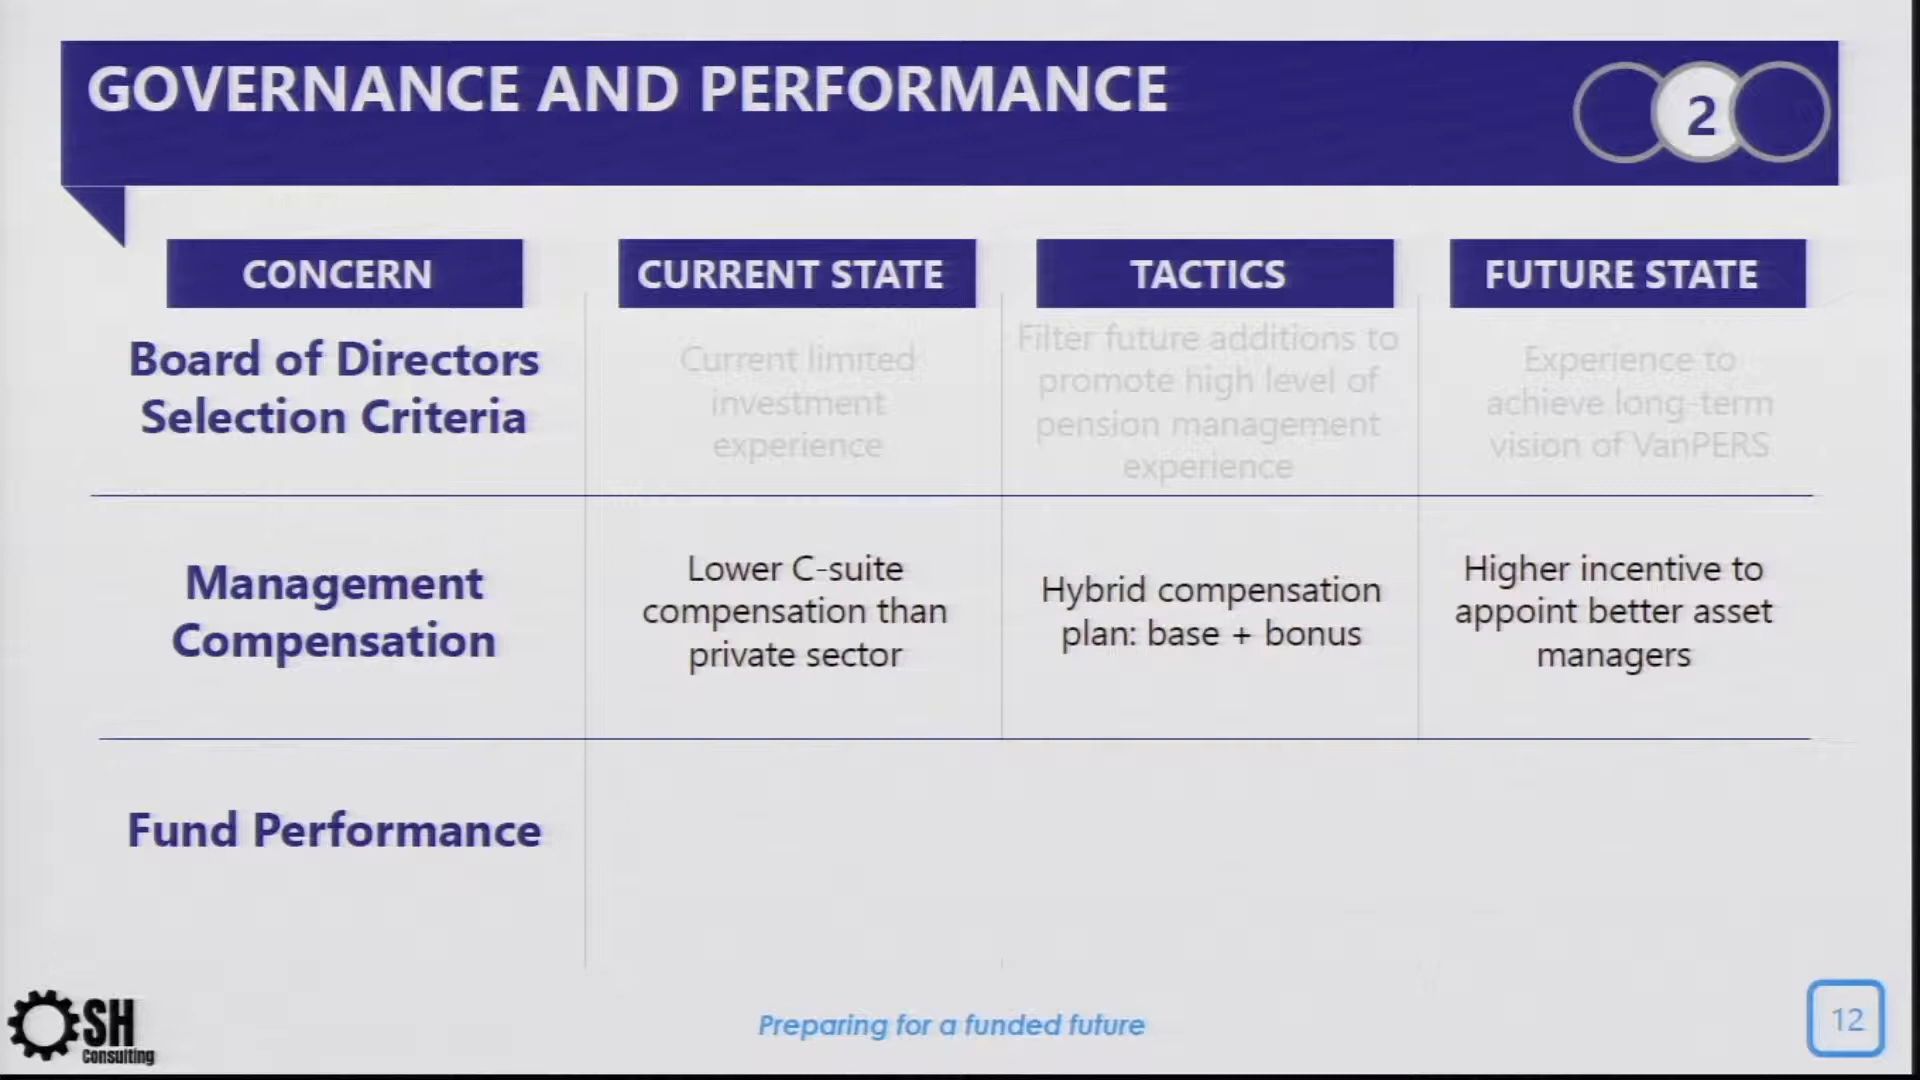 GOVERNANCE AND PERFORMANCE
2
CONCERN
CURRENT STATE
TACTICS
FUTURE STATE
Board of Directors
Selection Criteria
Current limited
investment
experience
Filter future additions to
promote high level of
pension management
experience
Experience to
achieve long-term
vision of VanPERS
Management
Compensation
Lower C-suite
compensation than
private sector
Hybrid compensation
plan: base + bonus
Higher incentive to
appoint better asset
managers
Fund Performance
SH
Consulting
Preparing for a funded future
12